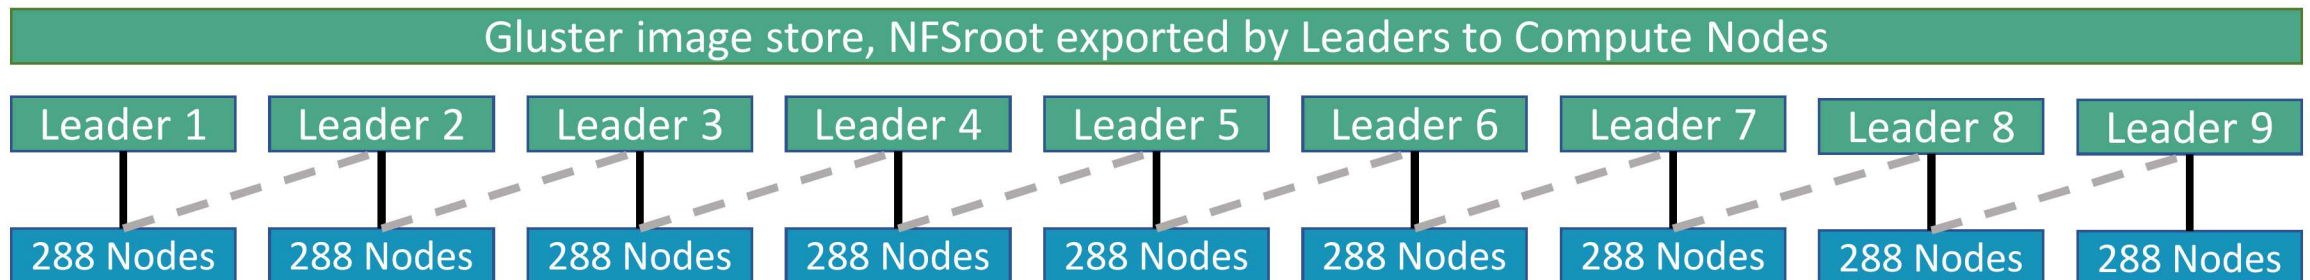 Gluster image store, NFSroot exported by Leaders to Compute Nodes
Leader 1 Leader 2 Leader 3 Leader 4 Leader 5 Leader 6 Leader 7 Leader 8 Leader 9
288 Nodes 288 Nodes 288 Nodes 288 Nodes 288 Nodes 288 Nodes 288 Nodes 288 Nodes 288 Nodes